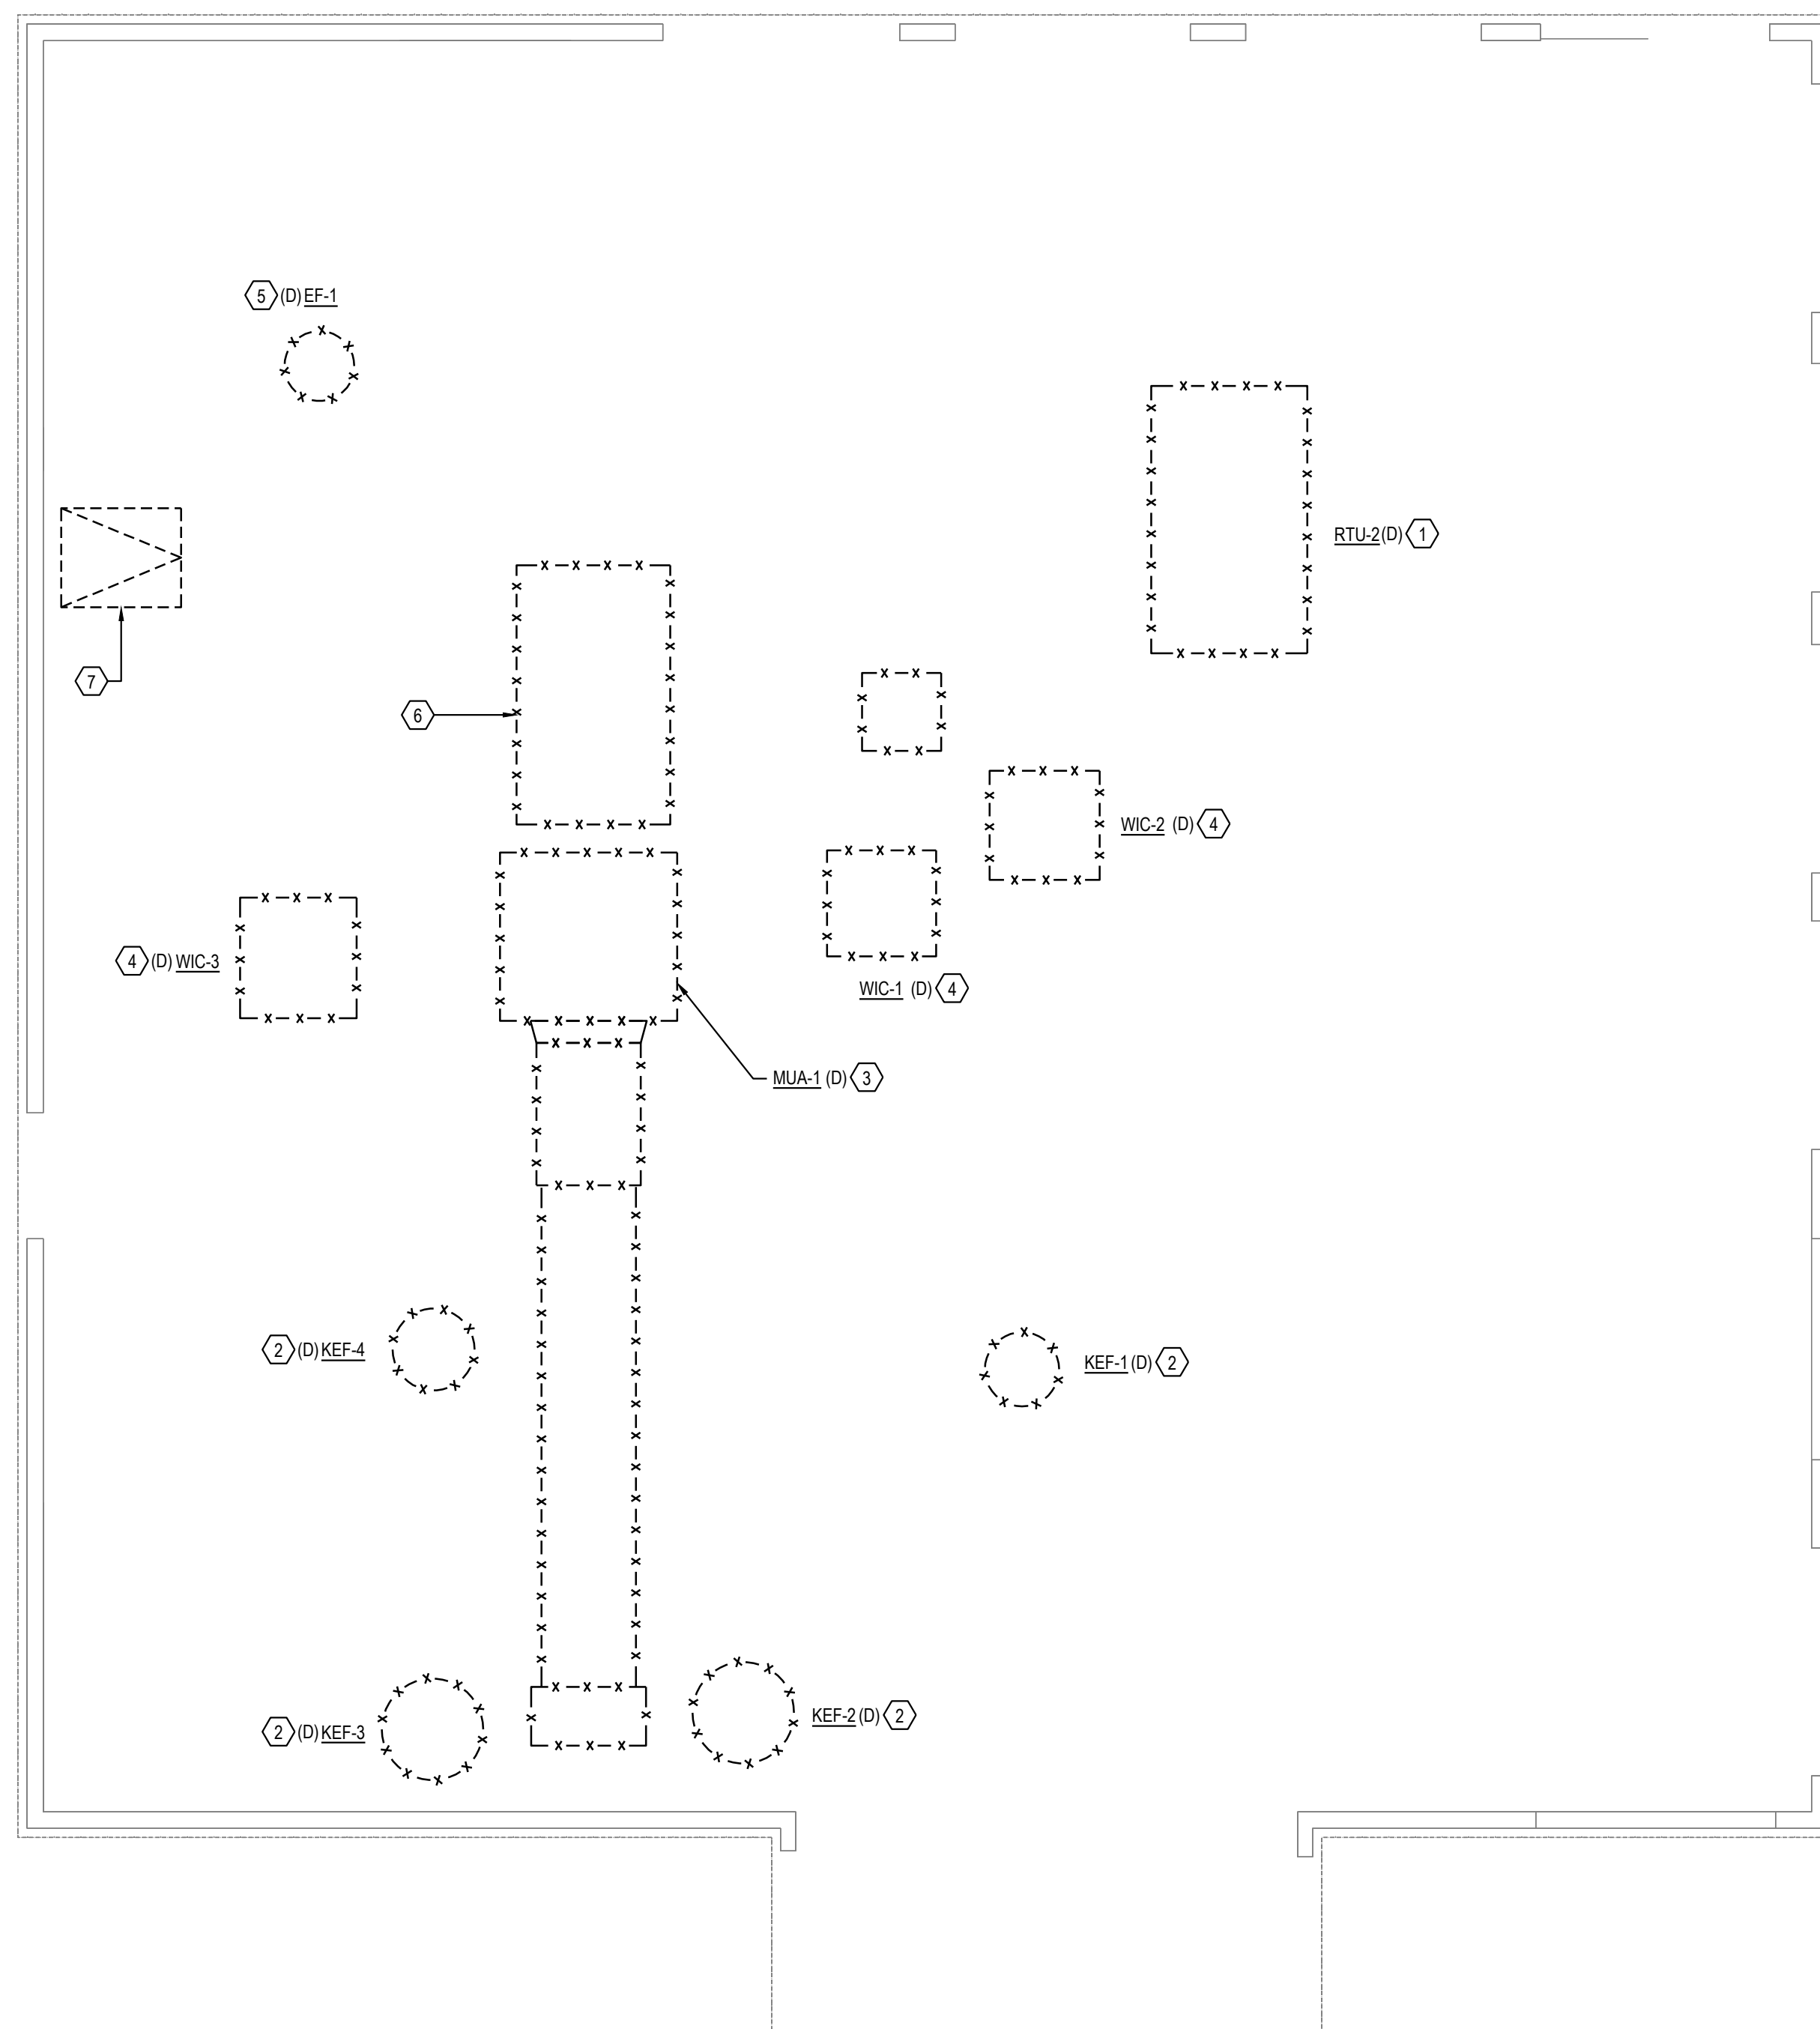 5 (D) EF-1
RTU-2 (D) 1
7
6
WIC-2 (D) 4
4 (D) WIC-3
WIC-1 (D) 4
MUA-1 (D) 3
2 (D) KEF-4
KEF-1 (D) 2
KEF-2 (D) 2
2 (D) KEF-3